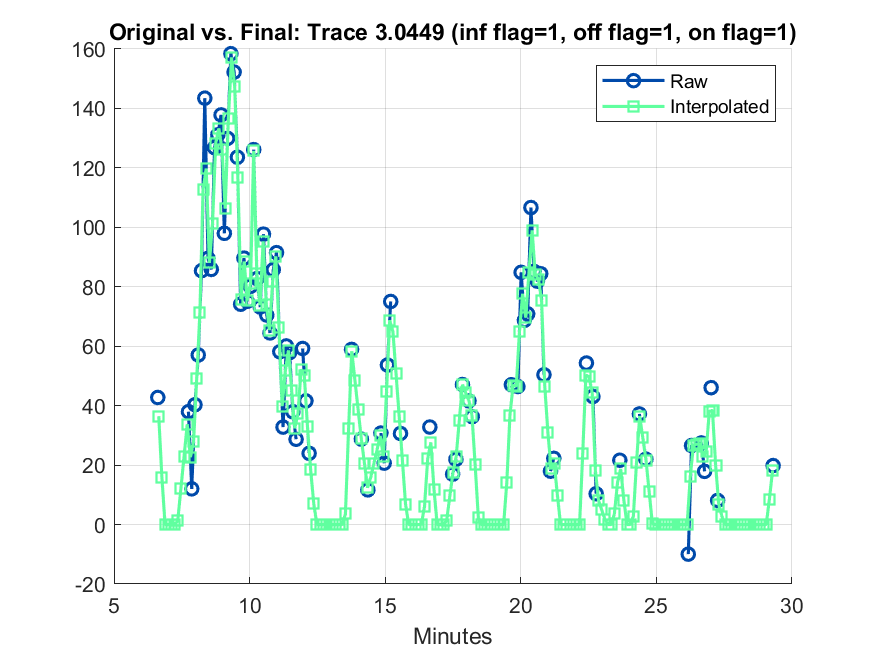 Original vs. Final: Trace 3.0449 (inf flag=1, off flag=1, on flag=1)
160
140
120
100
80
60
40
20
0
-20
Raw
Interpolated
5 10 15 20 25 30
Minutes